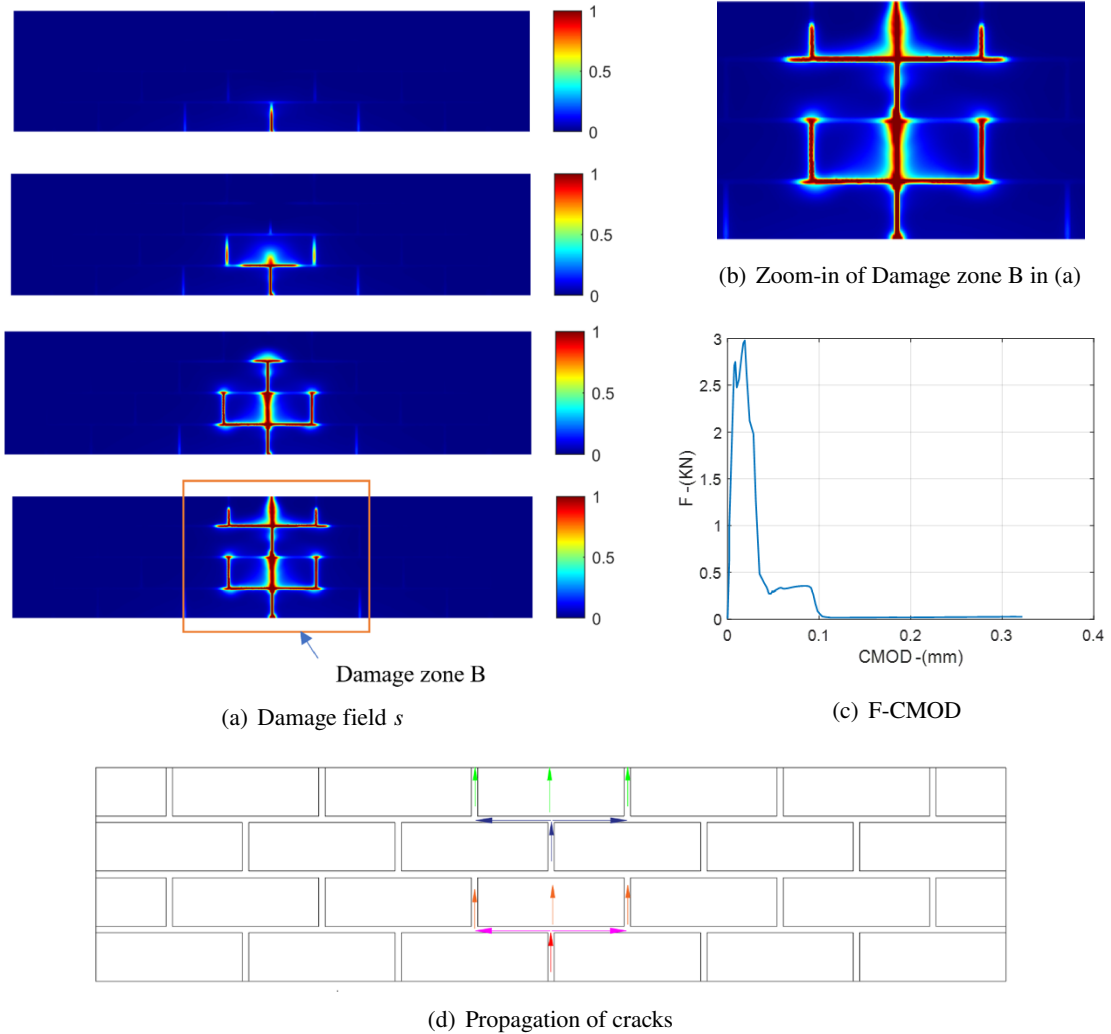 1
0.5
0
1
0.5
0
1
0.5
0
1
0.5
0
Damage zone B
(a) Damage field s
(b) Zoom-in of Damage zone B in (a)
3
2.5
2
1.5
1
0.5
0
F -(KN)
0 0.1 0.2 0.3 0.4
CMOD -(mm)
(c) F-CMOD
(d) Propagation of cracks